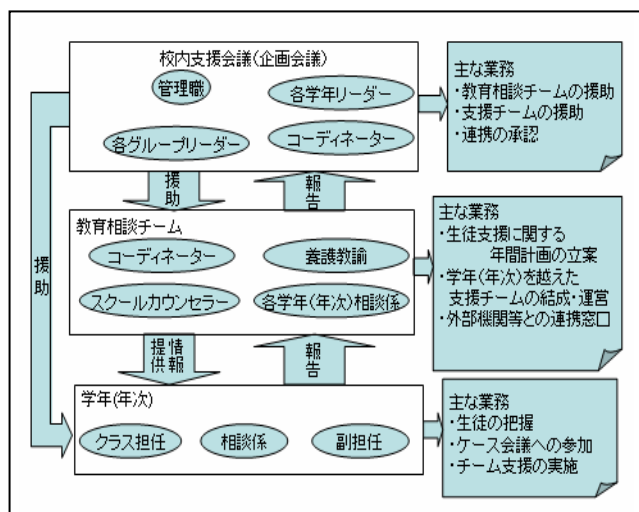 校内支援会議(企画会議)
管理職
各学年リーダー
各グループリーダー
コーディネーター
主な業務
・教育相談チームの援助
・支援チームの援助
・連携の承認
援助
報告
援助
教育相談チーム
コーディネーター
養護教諭
スクールカウンセラー
各学年(年次)相談係
主な業務
・生徒支援に関する
年間計画の立案
・学年(年次)を越えた
支援チームの結成・運営
・外部機関等との連携窓口
情報
提供
報告
学年(年次)
クラス担任
相談係
副担任
主な業務
・生徒の把握
・ケース会議への参加
・チーム支援の実施